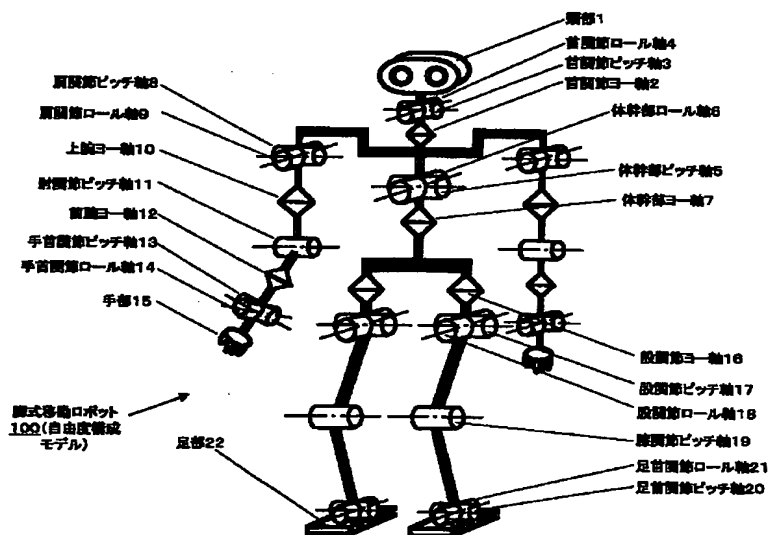 頭部1
首関節ロール軸4
首関節ピッチ軸3
首関節ヨー軸2
体幹部ロール軸6
体幹部ピッチ軸5
体幹部ヨー軸7
肩関節ピッチ軸8
肩関節ロール軸9
上腕ヨー軸10
肘関節ピッチ軸11
前腕ヨー軸12
手首関節ピッチ軸13
手首関節ロール軸14
手部15
股関節ヨー軸16
股関節ピッチ軸17
股関節ロール軸18
膝関節ピッチ軸19
足首関節ロール軸21
足首関節ピッチ軸20
足部22
脚式移動ロボット
100(自由度構成
モデル)